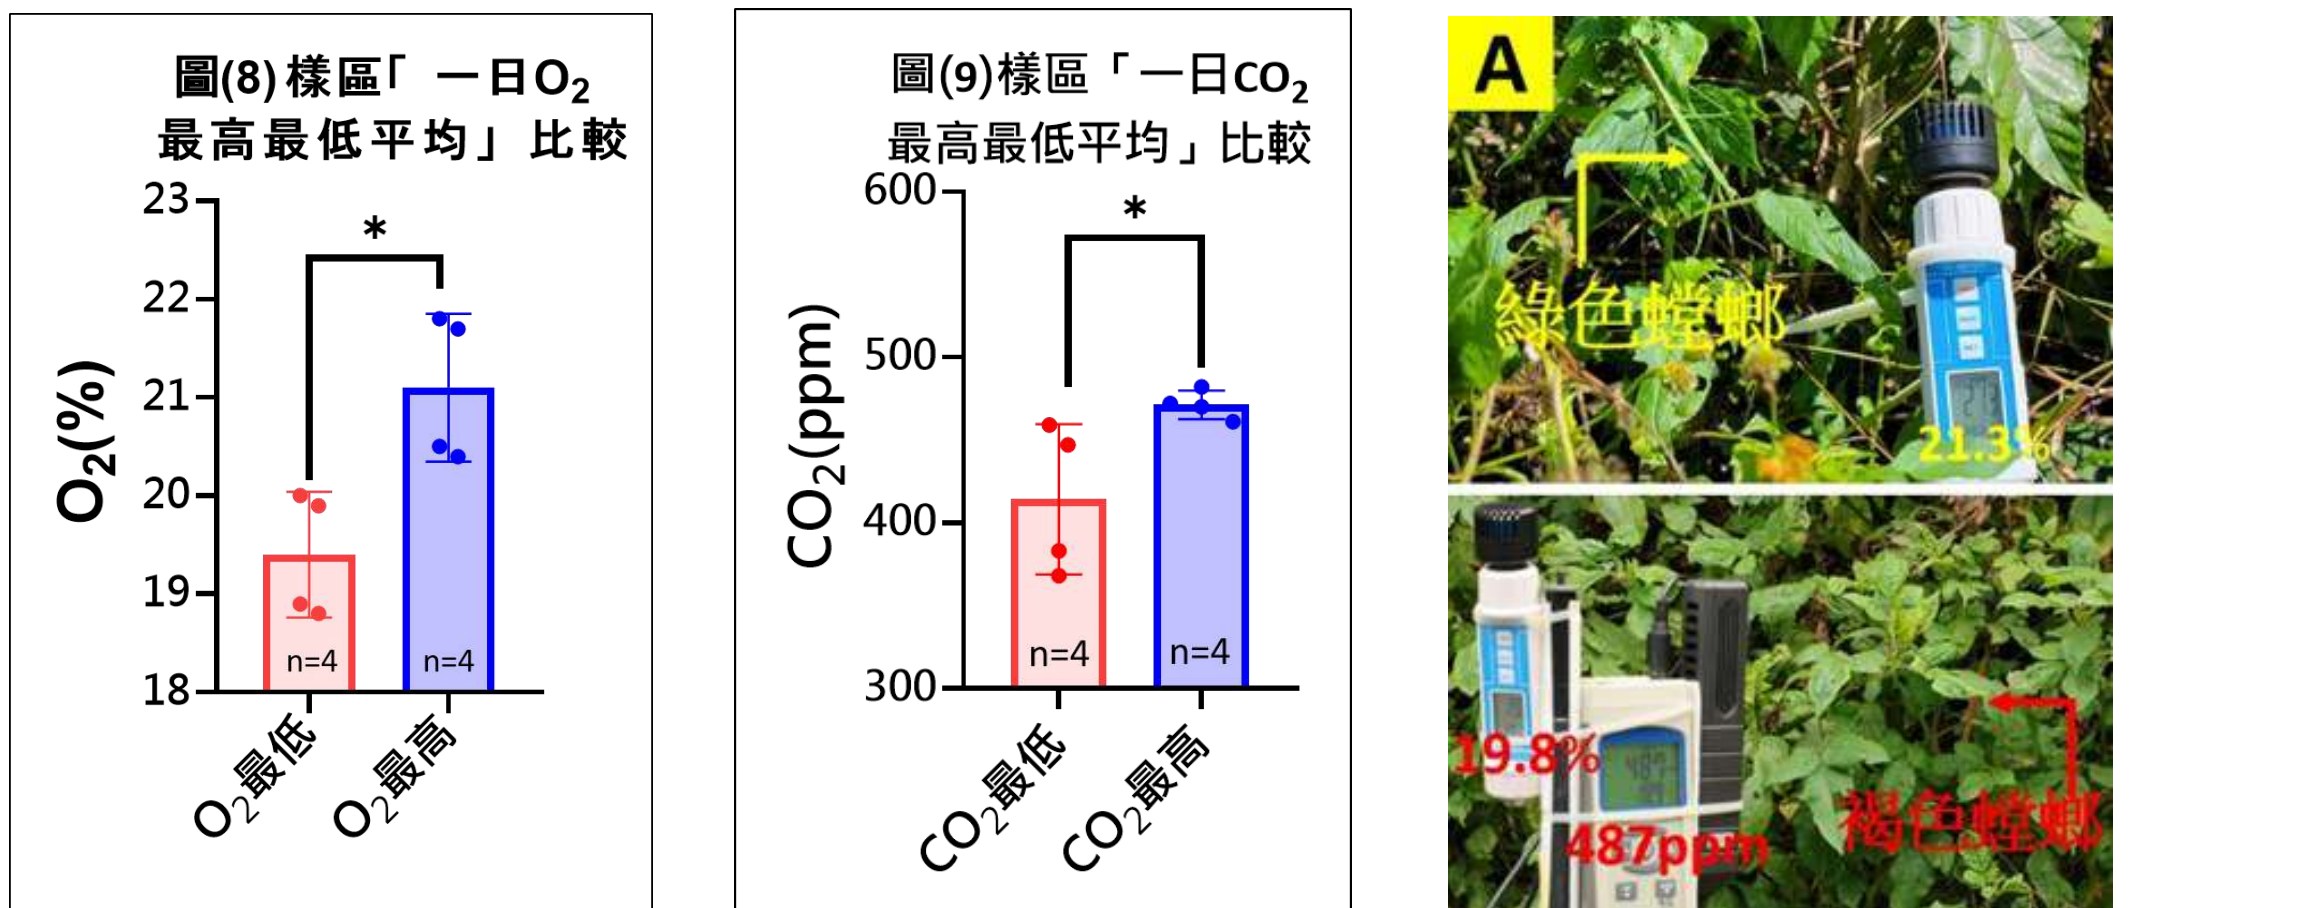 圖(8)樣區「 一日O₂
最高最低平均」比較
23
22
21
20
19
18
O₂(%)
*
n=4
n=4
O₂最低
O₂最高
圖(9)樣區「一日CO₂
最高最低平均」比較
600
500
400
300
CO₂(ppm)
*
n=4
n=4
CO₂最低
CO₂最高
A
綠色螳螂
21.3%
19.8%
487
487ppm
褐色螳螂